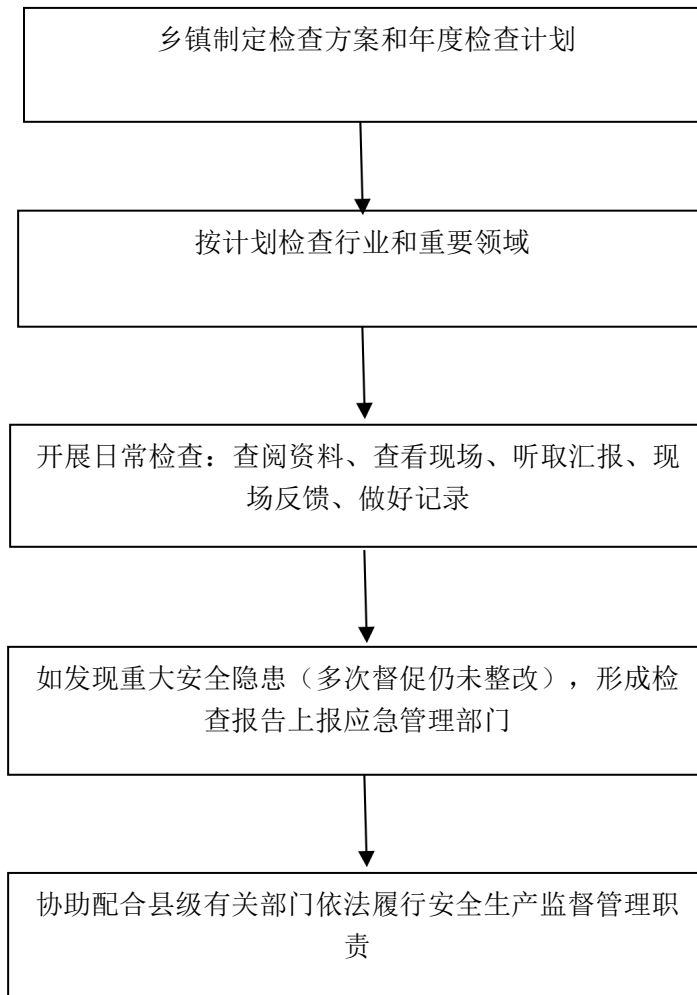 乡镇制定检查方案和年度检查计划
按计划检查行业和重要领域
开展日常检查：查阅资料、查看现场、听取汇报、现
场反馈、做好记录
如发现重大安全隐患（多次督促仍未整改），形成检
查报告上报应急管理部门
协助配合县级有关部门依法履行安全生产监督管理职
责